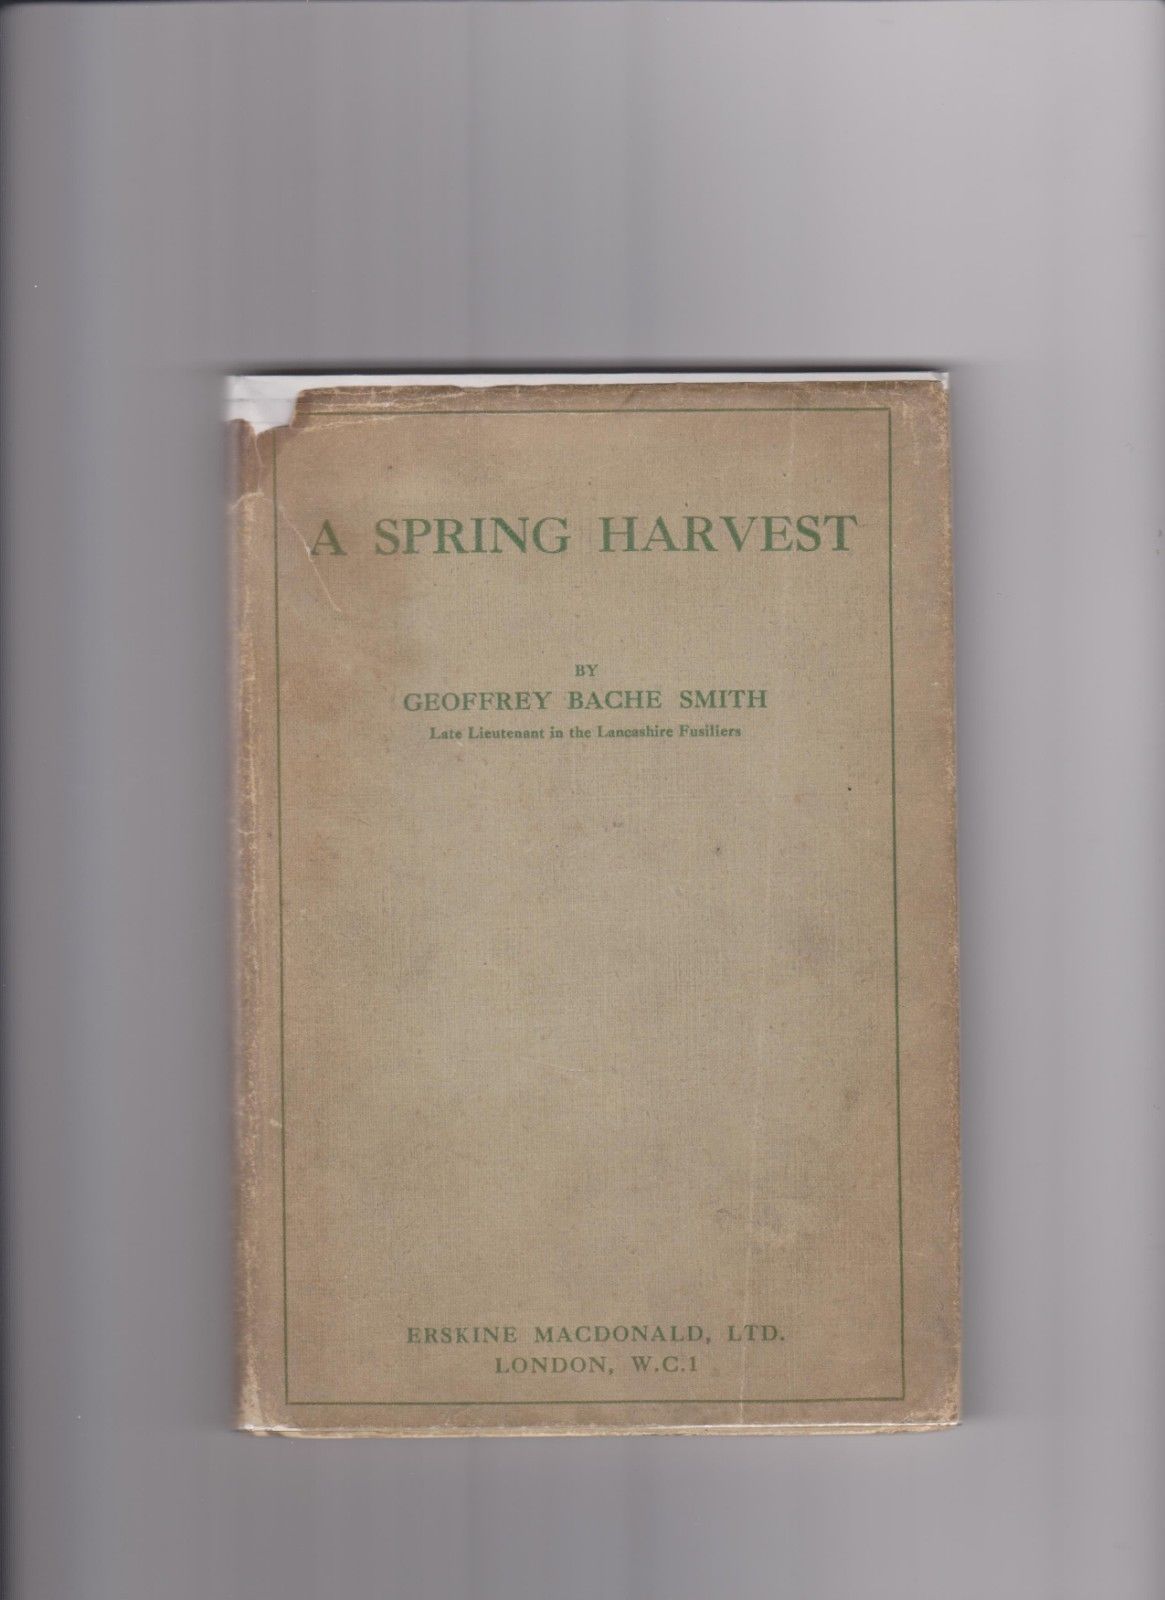 A SPRING HARVEST
BY
GEOFFREY BACHE SMITH
Late Lieutenant in the Lancashire Fusiliers
ERSKINE MACDONALD, LTD.
LONDON, W.C.1